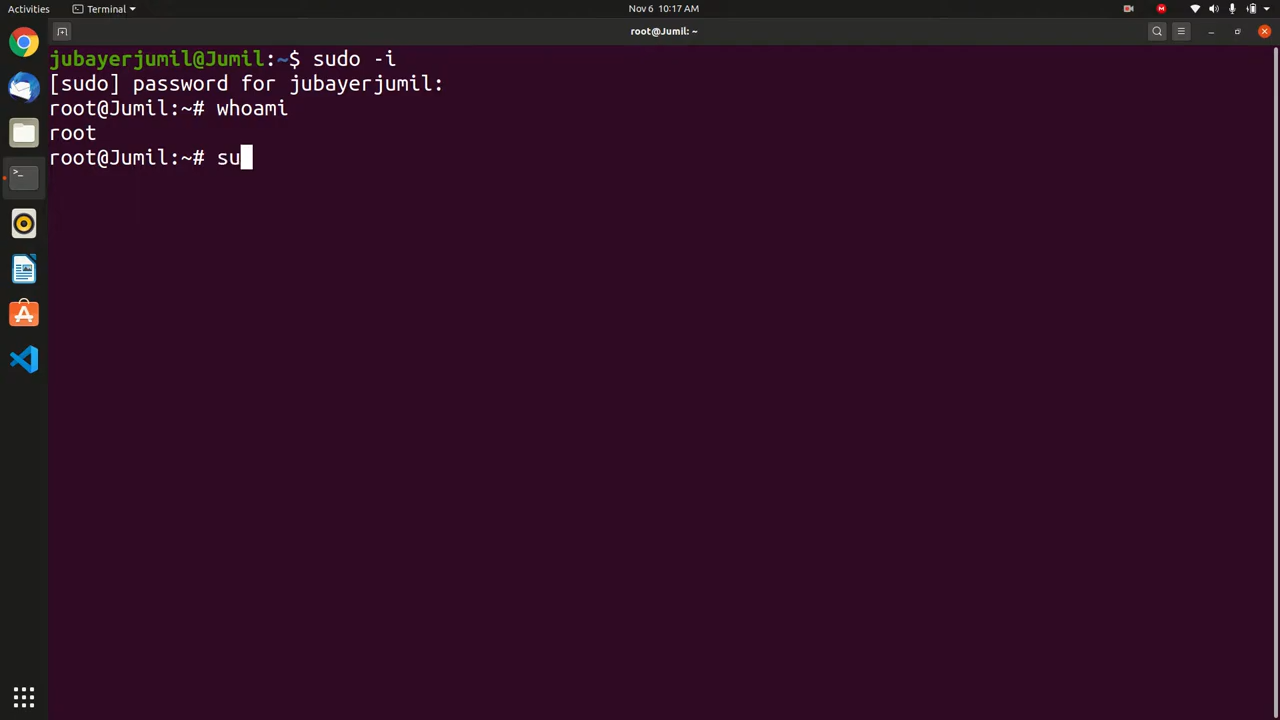 Activities
Terminal
Nov 6 10:17 AM
root@Jumil: ~
jubayerjumil@Jumil:~$ sudo -i
[sudo] password for jubayerjumil:
root@Jumil:~# whoami
root
root@Jumil:~# su